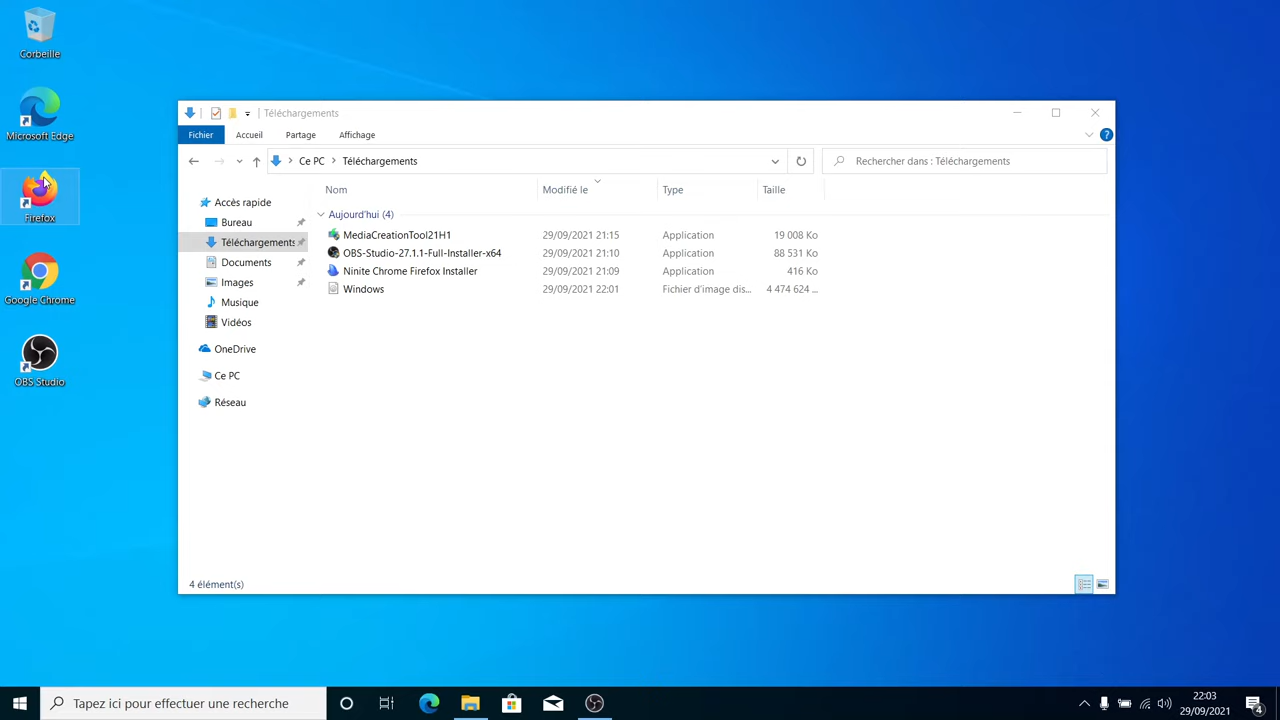 Corbeille
Microsoft Edge
Firefox
Google Chrome
OBS Studio
Téléchargements
Fichier
Accueil
Partage
Affichage
Ce PC
Téléchargements
Rechercher dans : Téléchargements
Nom
Modifié le
Type
Taille
Accès rapide
Bureau
Téléchargements
Documents
Images
Musique
Vidéos
OneDrive
Ce PC
Réseau
Aujourd'hui (4)
MediaCreationTool21H1 29/09/2021 21:15 Application 19 008 Ko
OBS-Studio-27.1.1-Full-Installer-x64 29/09/2021 21:10 Application 88 531 Ko
Ninite Chrome Firefox Installer 29/09/2021 21:09 Application 416 Ko
Windows 29/09/2021 22:01 Fichier d'image dis... 4 474 624 ...
4 élément(s)
Tapez ici pour effectuer une recherche
22:03
29/09/2021
4